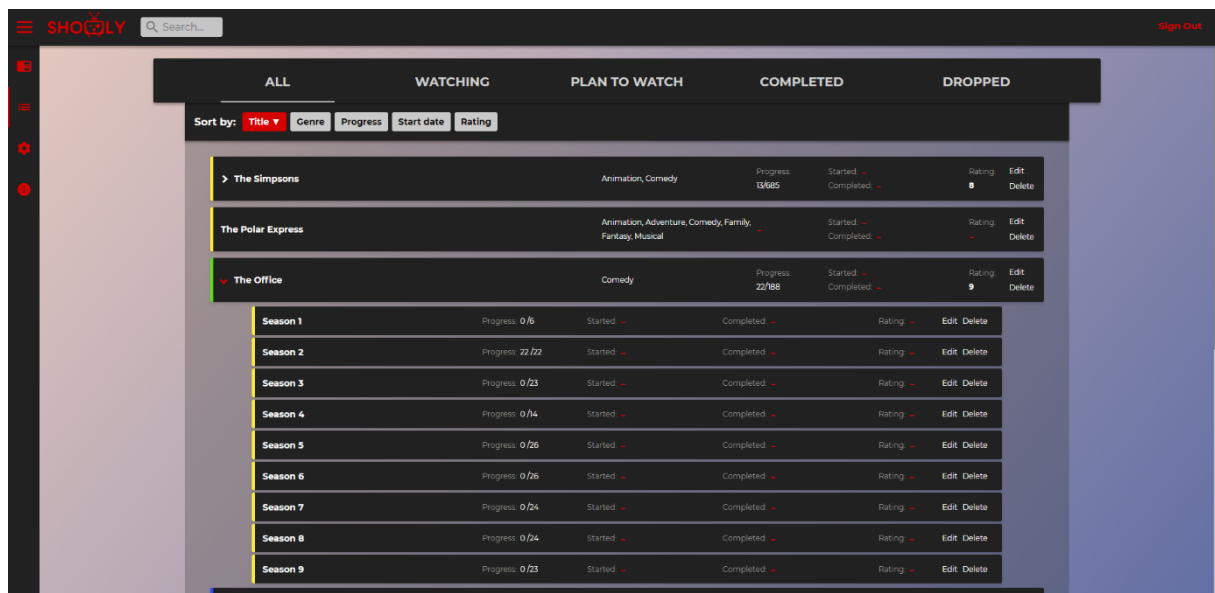 SHOWLY Search... Sign Out
ALL WATCHING PLAN TO WATCH COMPLETED DROPPED
Sort by: Title ▼ Genre Progress Start date Rating
The Simpsons Animation, Comedy Progress: 13/685 Started: – Completed: – Rating: 8 Edit Delete
The Polar Express Animation, Adventure, Comedy, Family, Fantasy, Musical – Started: – Completed: – Rating: – Edit Delete
The Office Comedy Progress: 22/188 Started: – Completed: – Rating: 9 Edit Delete
Season 1 Progress: 0/6 Started: – Completed: – Rating: – Edit Delete
Season 2 Progress: 22/22 Started: – Completed: – Rating: – Edit Delete
Season 3 Progress: 0/23 Started: – Completed: – Rating: – Edit Delete
Season 4 Progress: 0/14 Started: – Completed: – Rating: – Edit Delete
Season 5 Progress: 0/26 Started: – Completed: – Rating: – Edit Delete
Season 6 Progress: 0/26 Started: – Completed: – Rating: – Edit Delete
Season 7 Progress: 0/24 Started: – Completed: – Rating: – Edit Delete
Season 8 Progress: 0/24 Started: – Completed: – Rating: – Edit Delete
Season 9 Progress: 0/23 Started: – Completed: – Rating: – Edit Delete